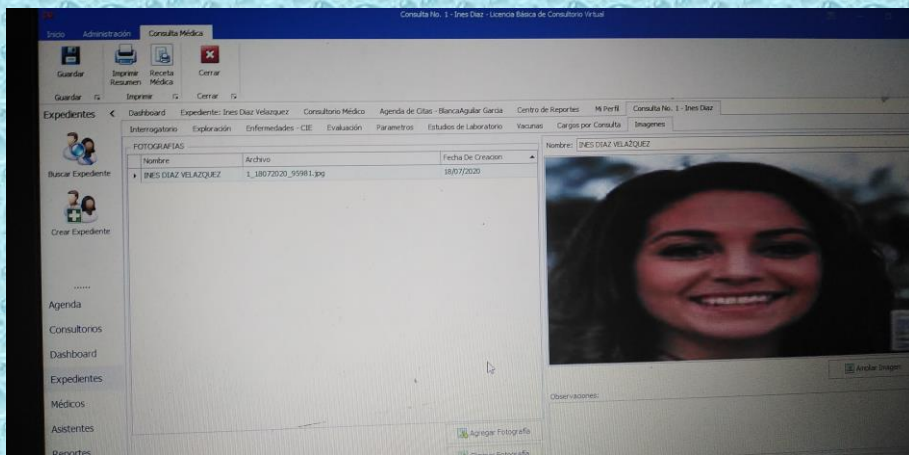 Consulta No. 1 - Ines Diaz - Licencia Básica de Consultorio Virtual
Inicio Administración Consulta Médica
Guardar Imprimir Resumen Receta Médica Cerrar
Guardar Imprimir Cerrar
Expedientes
Dashboard Expediente: Ines Diaz Velazquez Consultorio Médico Agenda de Citas - BlancaAguilar Garcia Centro de Reportes Mi Perfil Consulta No. 1 - Ines Diaz
Interrogatorio Exploración Enfermedades - CIE Evaluación Parametros Estudios de Laboratorio Vacunas Cargos por Consulta Imagenes
FOTOGRAFIAS
Nombre Archivo Fecha De Creacion
INES DIAZ VELAZQUEZ 1_18072020_95981.jpg 18/07/2020
Nombre: INES DIAZ VELAZQUEZ
Buscar Expediente
Crear Expediente
Agenda
Consultorios
Dashboard
Expedientes
Médicos
Asistentes
Reportes
Ampliar Imagen
Observaciones:
Agregar Fotografía